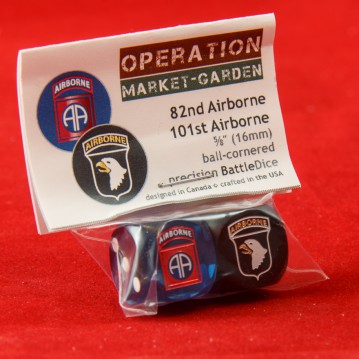 OPERATION
MARKET-GARDEN
82nd Airborne
101st Airborne
⅝" (16mm)
ball-cornered
precision BattleDice
designed in Canada crafted in the USA
AIRBORNE
AA
AIRBORNE
AIRBORNE
AA
AIRBORNE